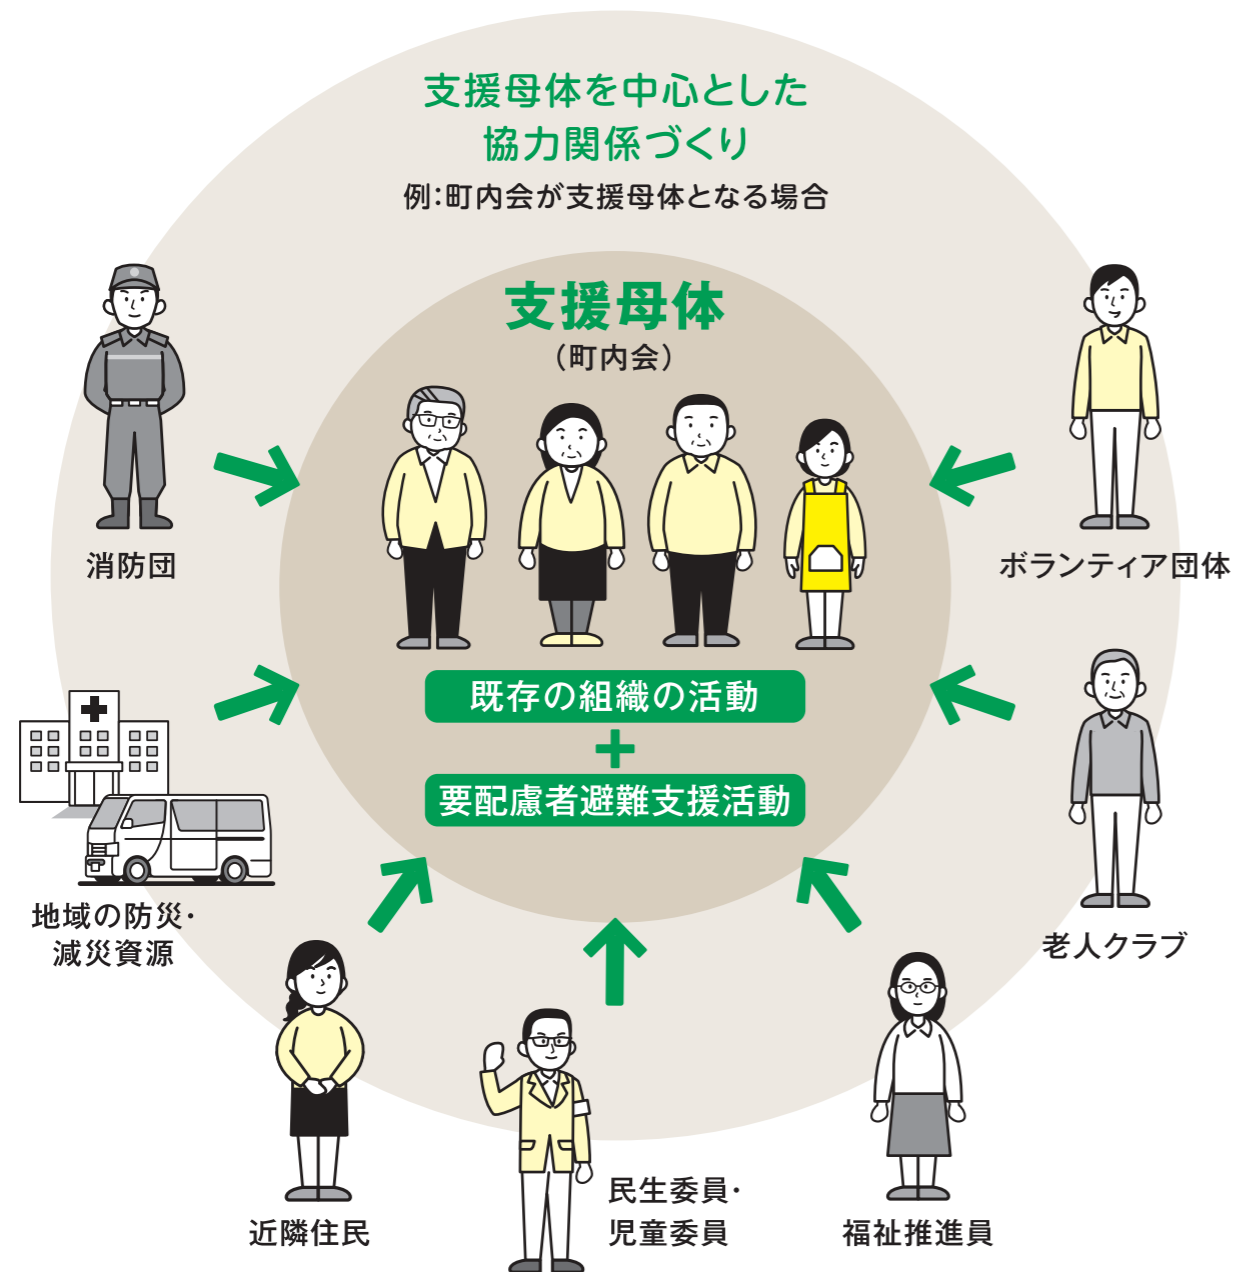 支援母体を中心とした
協力関係づくり
例：町内会が支援母体となる場合
支援母体
（町内会）
既存の組織の活動
+
要配慮者避難支援活動
消防団
ボランティア団体
地域の防災・
減災資源
老人クラブ
近隣住民
民生委員・
児童委員
福祉推進員